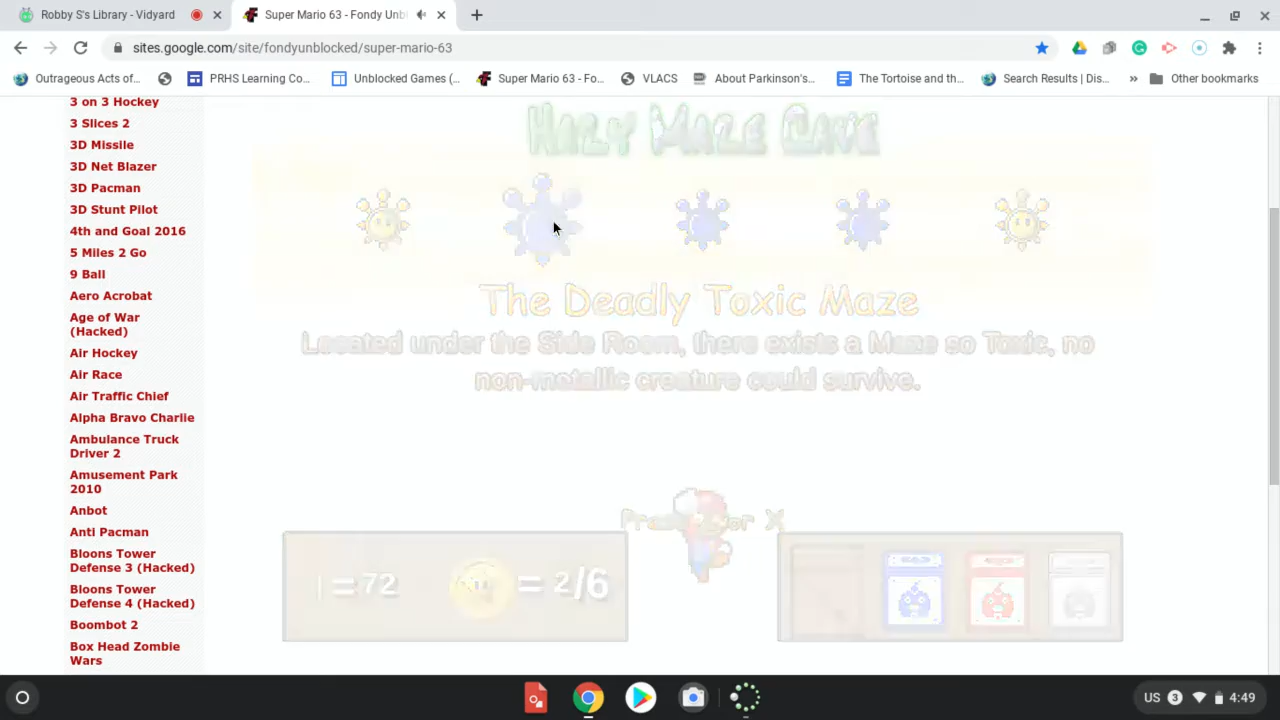 Robby S's Library - Vidyard
Super Mario 63 - Fondy Unb
sites.google.com/site/fondyunblocked/super-mario-63
Outrageous Acts of...
PRHS Learning Co...
Unblocked Games (...
Super Mario 63 - Fo...
VLACS
About Parkinson's...
The Tortoise and th...
Search Results | Dis...
»
Other bookmarks
3 on 3 Hockey
3 Slices 2
3D Missile
3D Net Blazer
3D Pacman
3D Stunt Pilot
4th and Goal 2016
5 Miles 2 Go
9 Ball
Aero Acrobat
Age of War
(Hacked)
Air Hockey
Air Race
Air Traffic Chief
Alpha Bravo Charlie
Ambulance Truck
Driver 2
Amusement Park
2010
Anbot
Anti Pacman
Bloons Tower
Defense 3 (Hacked)
Bloons Tower
Defense 4 (Hacked)
Boombot 2
Box Head Zombie
Wars
Hazy Maze Cave
The Deadly Toxic Maze
Located under the Side Room, there exists a Maze so Toxic, no
non-metallic creature could survive.
Press Z or X
=72
= 2/6
US 3 4:49